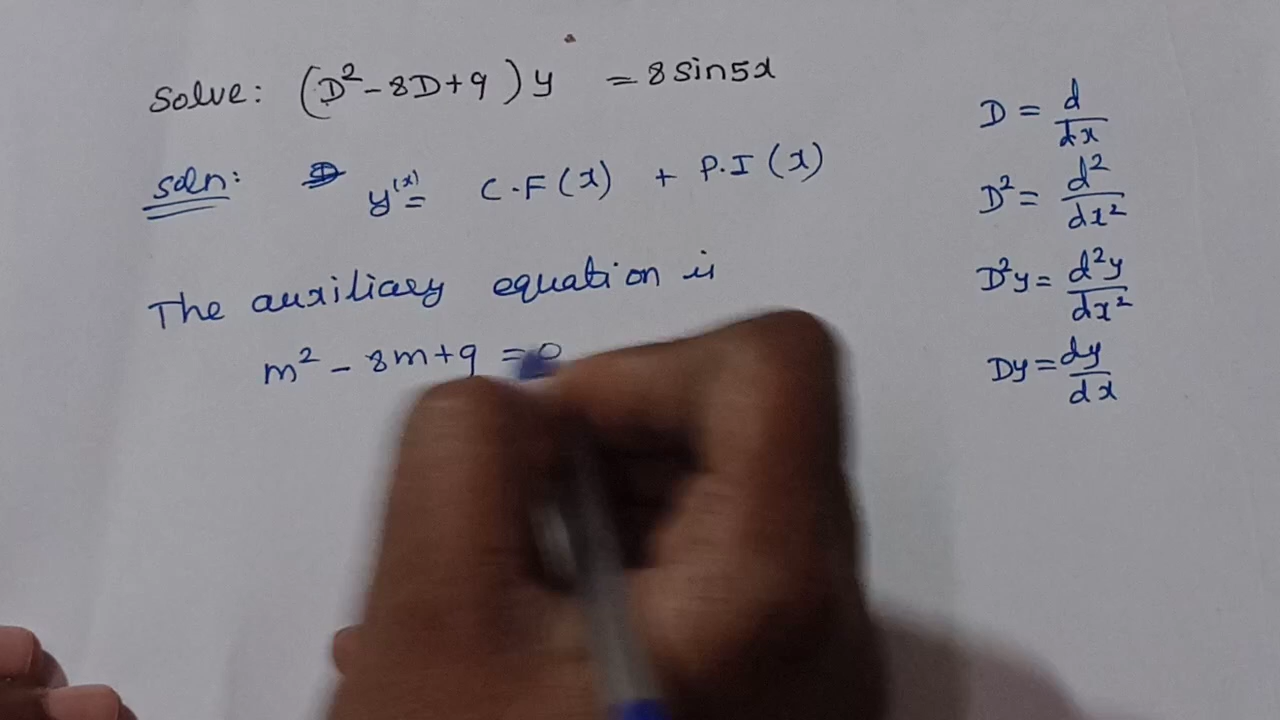 Solve: (D² - 8D + 9) y = 8 sin5x
Soln: y(x) = C.F (x) + P.I (x)
The auxiliary equation is
m² - 8m + 9 = 0
D = d/dx
D² = d²/dx²
D²y = d²y/dx²
Dy = dy/dx